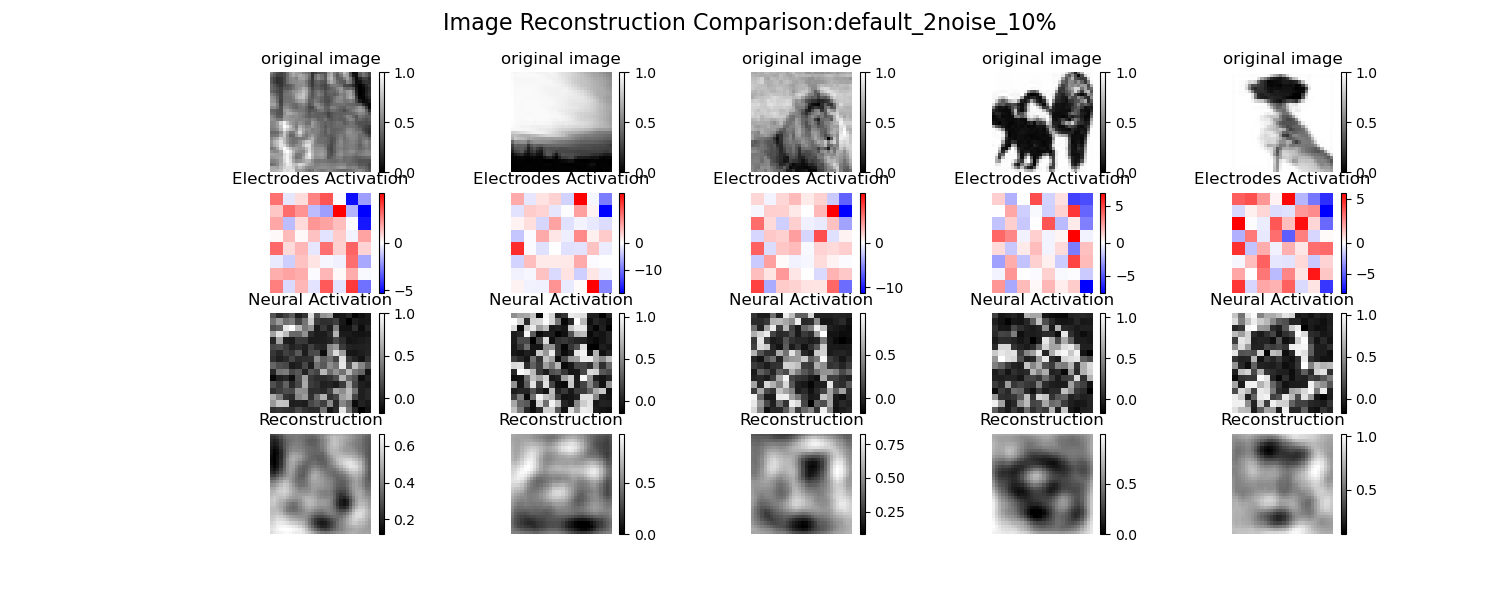 Image Reconstruction Comparison:default_2noise_10%
original image original image original image original image original image
1.0 1.0 1.0 1.0 1.0
0.5 0.5 0.5 0.5 0.5
0.0 0.0 0.0 0.0 0.0
Electrodes Activation Electrodes Activation Electrodes Activation Electrodes Activation Electrodes Activation
5 5
0 0 0 0 0
−5 −10 −10 −5 −5
Neural Activation Neural Activation Neural Activation Neural Activation Neural Activation
1.0 1.0 1.0 1.0
0.5 0.5 0.5 0.5 0.5
0.0 0.0 0.0 0.0 0.0
Reconstruction Reconstruction Reconstruction Reconstruction Reconstruction
0.6 0.75 1.0
0.4 0.5 0.50 0.5 0.5
0.2 0.0 0.25 0.0